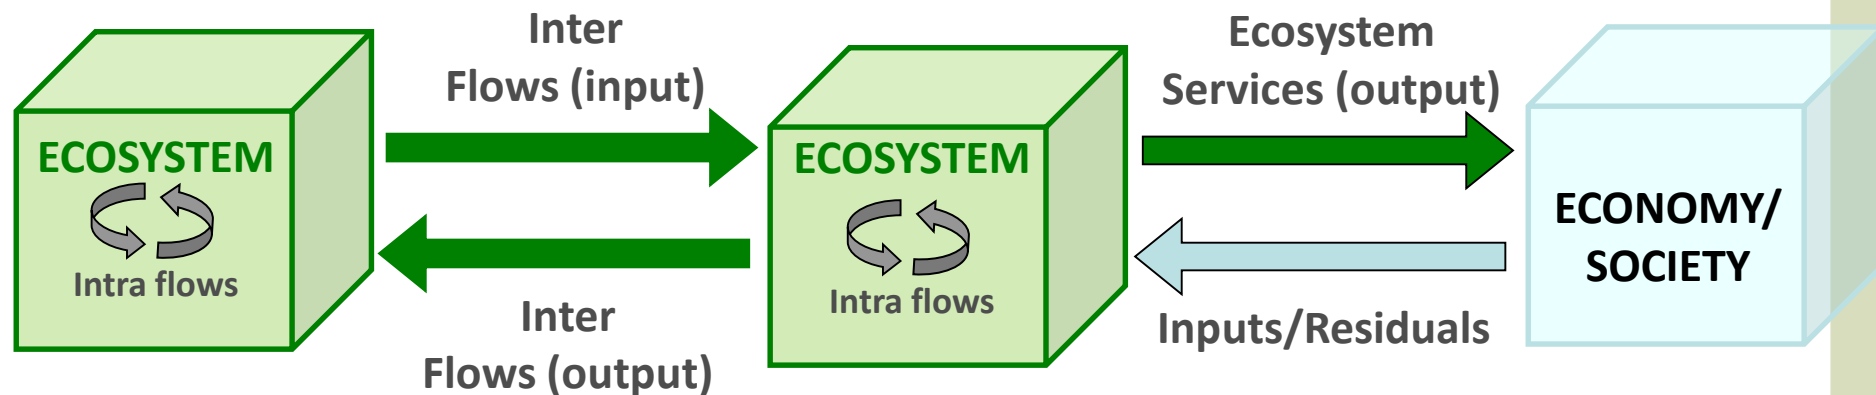 ECOSYSTEM
Intra flows
Inter
Flows (input)
Inter
Flows (output)
ECOSYSTEM
Intra flows
Ecosystem
Services (output)
Inputs/Residuals
ECONOMY/
SOCIETY